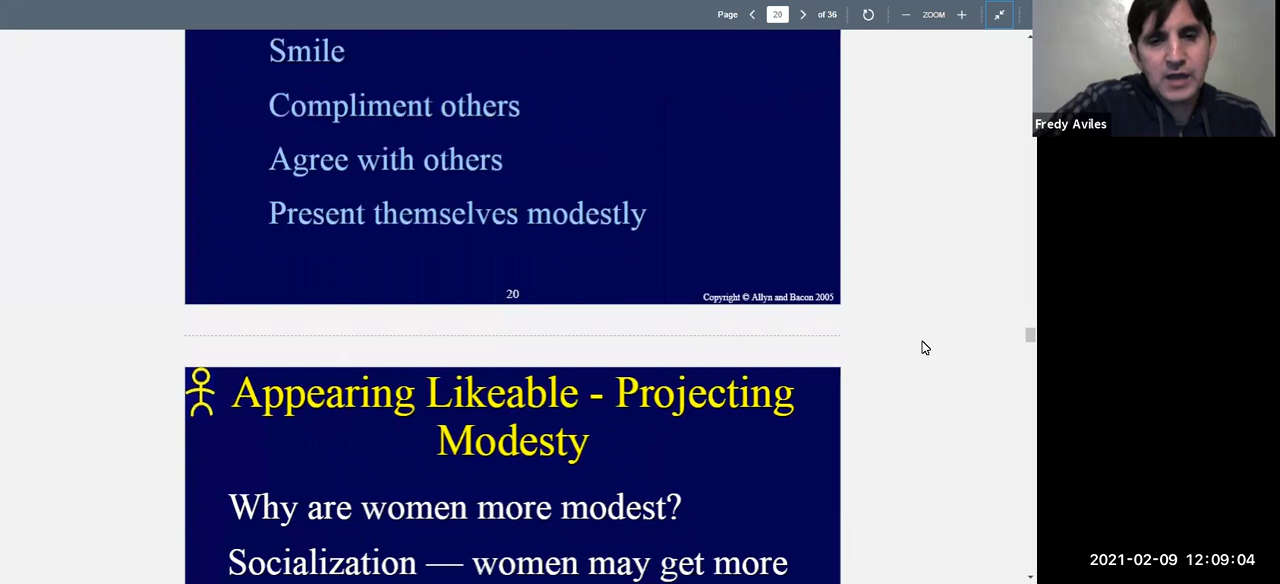 Page 20 of 36 ZOOM
Smile
Compliment others
Agree with others
Present themselves modestly
20
Copyright © Allyn and Bacon 2005
Appearing Likeable - Projecting
Modesty
Why are women more modest?
Socialization — women may get more
Fredy Aviles
2021-02-09 12:09:04